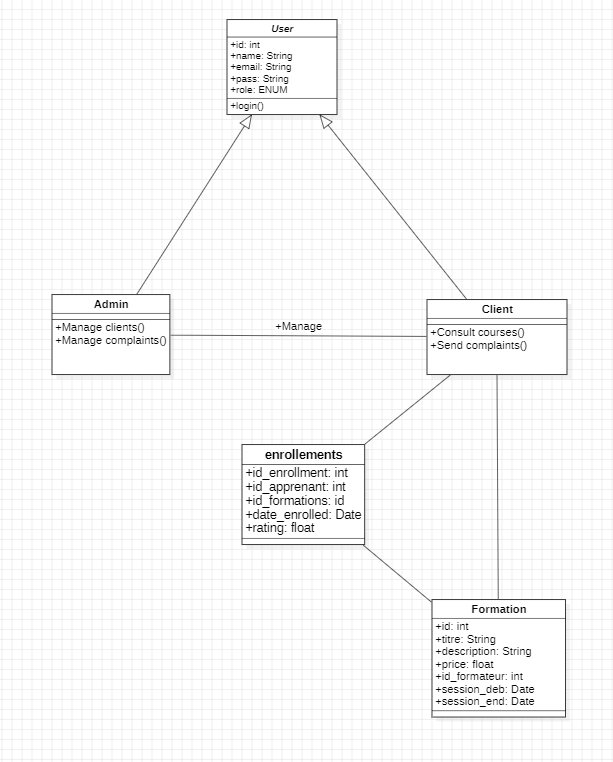 User
+id: int
+name: String
+email: String
+pass: String
+role: ENUM
+login()
Admin
+Manage clients()
+Manage complaints()
+Manage
Client
+Consult courses()
+Send complaints()
enrollements
+id_enrollment: int
+id_apprenant: int
+id_formations: id
+date_enrolled: Date
+rating: float
Formation
+id: int
+titre: String
+description: String
+price: float
+id_formateur: int
+session_deb: Date
+session_end: Date